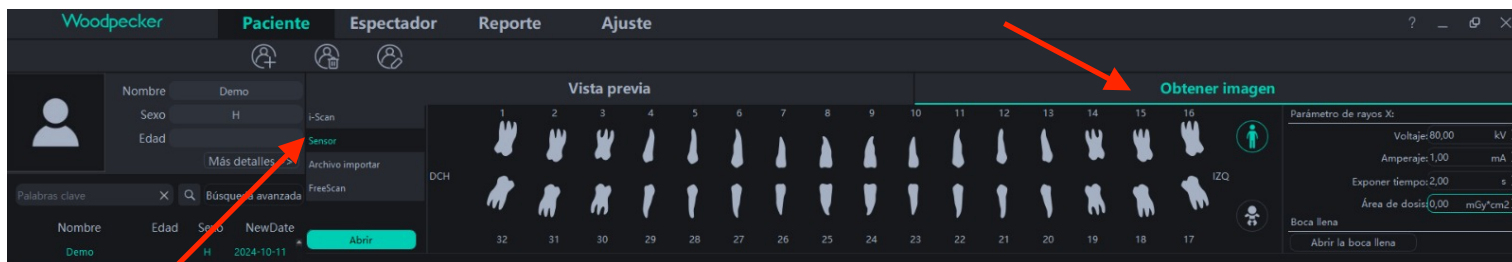 Woodpecker Paciente Espectador Reporte Ajuste ?
Vista previa Obtener imagen
Nombre Demo
Sexo H
Edad
Más detalles >>
Palabras clave X Búsqueda avanzada
Nombre Edad Sexo NewDate
Demo H 2024-10-11
i-Scan
Sensor
Archivo importar
FreeScan
Abrir
1 2 3 4 5 6 7 8 9 10 11 12 13 14 15 16
DCH IZQ
32 31 30 29 28 27 26 25 24 23 22 21 20 19 18 17
Parámetro de rayos X:
Voltaje: 80,00 kV
Amperaje: 1,00 mA
Exponer tiempo: 2,00 s
Área de dosis: 0,00 mGy*cm2
Boca llena
Abrir la boca llena